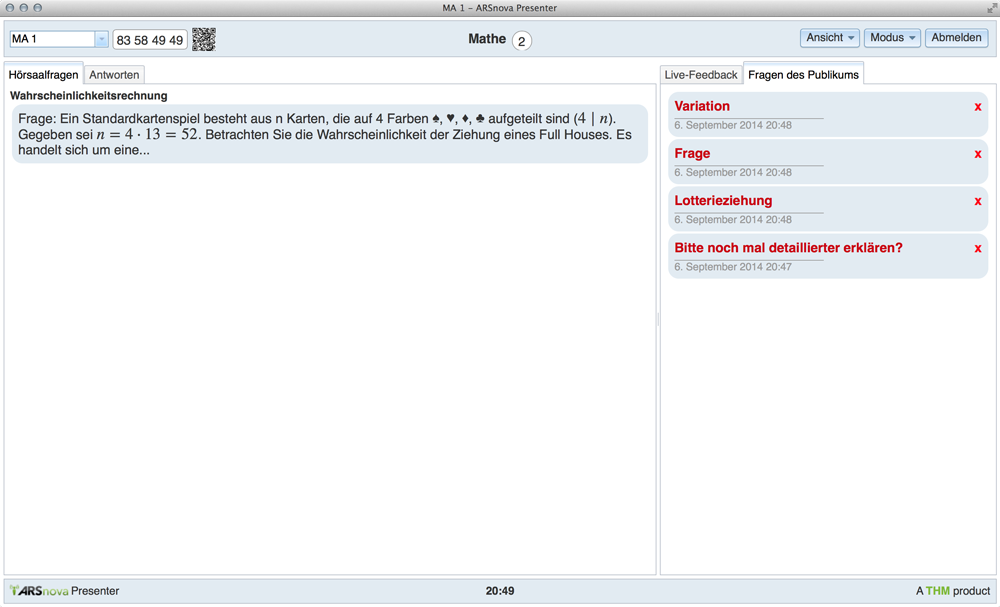 MA 1 - ARSnova Presenter
MA 1
83 58 49 49
Mathe 2
Ansicht
Modus
Abmelden
Hörsaalfragen
Antworten
Wahrscheinlichkeitsrechnung
Frage: Ein Standardkartenspiel besteht aus n Karten, die auf 4 Farben ♠, ♥, ♦, ♣ aufgeteilt sind (4 | n).
Gegeben sei n = 4 · 13 = 52. Betrachten Sie die Wahrscheinlichkeit der Ziehung eines Full Houses. Es
handelt sich um eine...
Live-Feedback
Fragen des Publikums
Variation x
6. September 2014 20:48
Frage x
6. September 2014 20:48
Lotterieziehung x
6. September 2014 20:48
Bitte noch mal detaillierter erklären? x
6. September 2014 20:47
ARSnova Presenter
20:49
A THM product